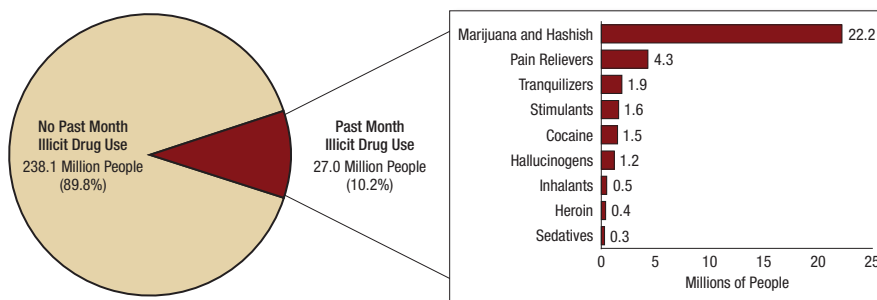 No Past Month
Illicit Drug Use
238.1 Million People
(89.8%)
Past Month
Illicit Drug Use
27.0 Million People
(10.2%)
Marijuana and Hashish 22.2
Pain Relievers 4.3
Tranquilizers 1.9
Stimulants 1.6
Cocaine 1.5
Hallucinogens 1.2
Inhalants 0.5
Heroin 0.4
Sedatives 0.3
0 5 10 15 20 25
Millions of People